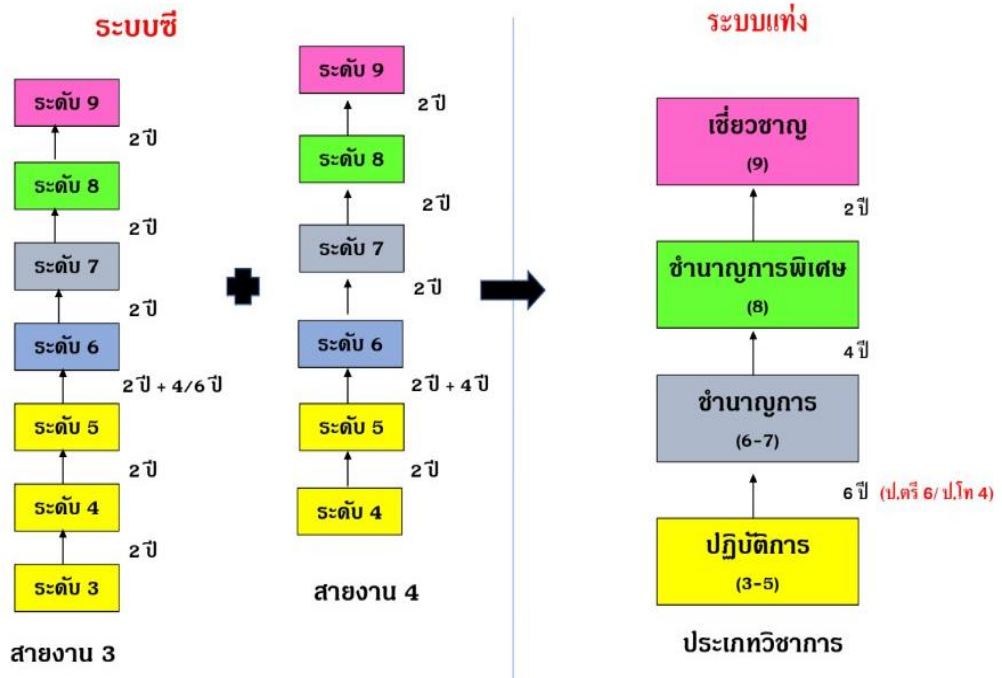 ระบบซี
ระดับ 9
2 ปี
ระดับ 8
2 ปี
ระดับ 7
2 ปี
ระดับ 6
2 ปี + 4/6 ปี
ระดับ 5
2 ปี
ระดับ 4
2 ปี
ระดับ 3
สายงาน 3
ระดับ 9
2 ปี
ระดับ 8
2 ปี
ระดับ 7
2 ปี
ระดับ 6
2 ปี + 4 ปี
ระดับ 5
2 ปี
ระดับ 4
สายงาน 4
ระบบแท่ง
เชี่ยวชาญ
(9)
2 ปี
ชำนาญการพิเศษ
(8)
4 ปี
ชำนาญการ
(6-7)
6 ปี (ป.ตรี 6/ ป.โท 4)
ปฏิบัติการ
(3-5)
ประเภทวิชาการ